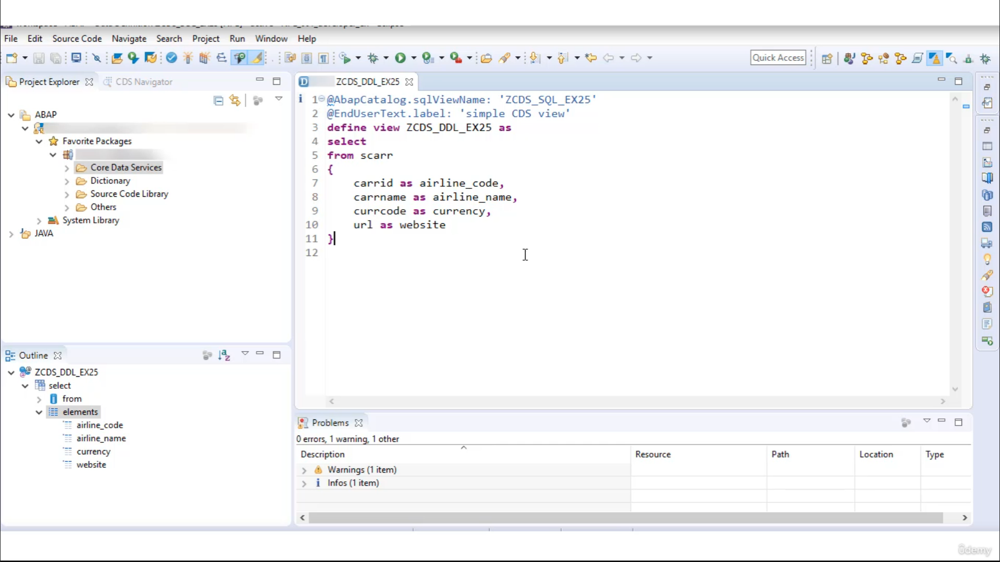 File Edit Source Code Navigate Search Project Run Window Help
Quick Access
Project Explorer CDS Navigator
ABAP
Favorite Packages
Core Data Services
Dictionary
Source Code Library
Others
System Library
JAVA
ZCDS_DDL_EX25
1 @AbapCatalog.sqlViewName: 'ZCDS_SQL_EX25'
2 @EndUserText.label: 'simple CDS view'
3 define view ZCDS_DDL_EX25 as
4 select
5 from scarr
6 {
7 carrid as airline_code,
8 carrname as airline_name,
9 currcode as currency,
10 url as website
11 }
12
Outline
ZCDS_DDL_EX25
select
from
elements
airline_code
airline_name
currency
website
Problems
0 errors, 1 warning, 1 other
Description Resource Path Location Type
Warnings (1 item)
Infos (1 item)
ûdemy